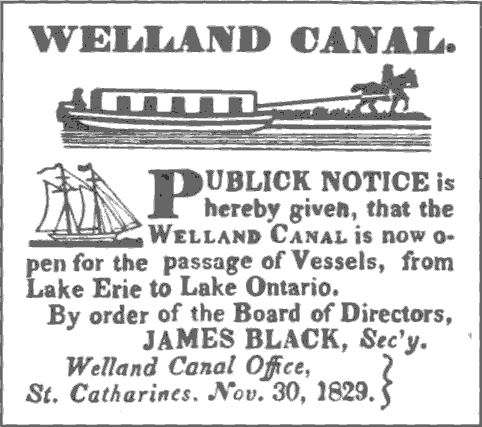 WELLAND CANAL.
PUBLICK NOTICE is
hereby given, that the
WELLAND CANAL is now o-
pen for the passage of Vessels, from
Lake Erie to Lake Ontario.
By order of the Board of Directors,
JAMES BLACK, Sec'y.
Welland Canal Office,
St. Catharines. Nov. 30, 1829.